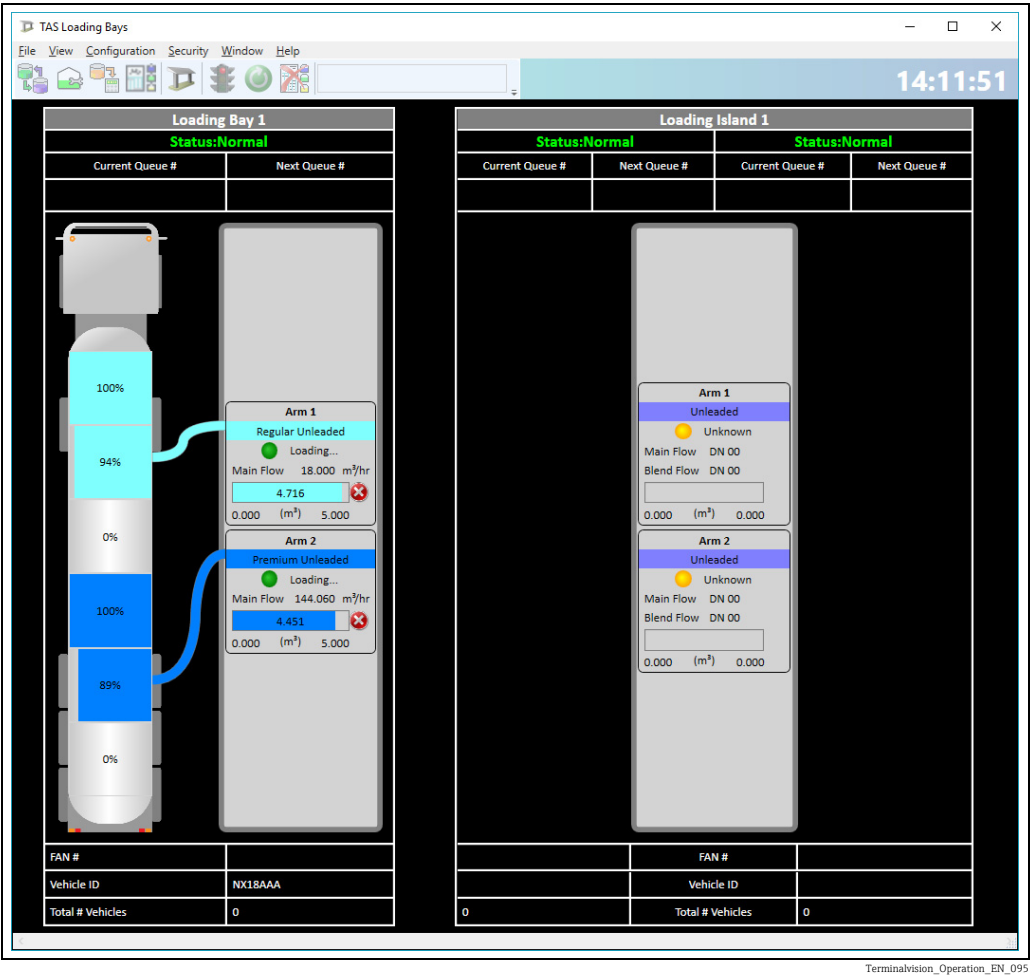 TAS Loading Bays
File View Configuration Security Window Help
14:11:51
Loading Bay 1
Status:Normal
Current Queue # Next Queue #
100%
94%
0%
100%
89%
0%
Arm 1
Regular Unleaded
Loading...
Main Flow 18.000 m³/hr
4.716
0.000 (m³) 5.000
Arm 2
Premium Unleaded
Loading...
Main Flow 144.060 m³/hr
4.451
0.000 (m³) 5.000
FAN #
Vehicle ID NX18AAA
Total # Vehicles 0
Loading Island 1
Status:Normal Status:Normal
Current Queue # Next Queue # Current Queue # Next Queue #
Arm 1
Unleaded
Unknown
Main Flow DN 00
Blend Flow DN 00
0.000 (m³) 0.000
Arm 2
Unleaded
Unknown
Main Flow DN 00
Blend Flow DN 00
0.000 (m³) 0.000
FAN #
Vehicle ID
0 Total # Vehicles 0
Terminalvision_Operation_EN_095